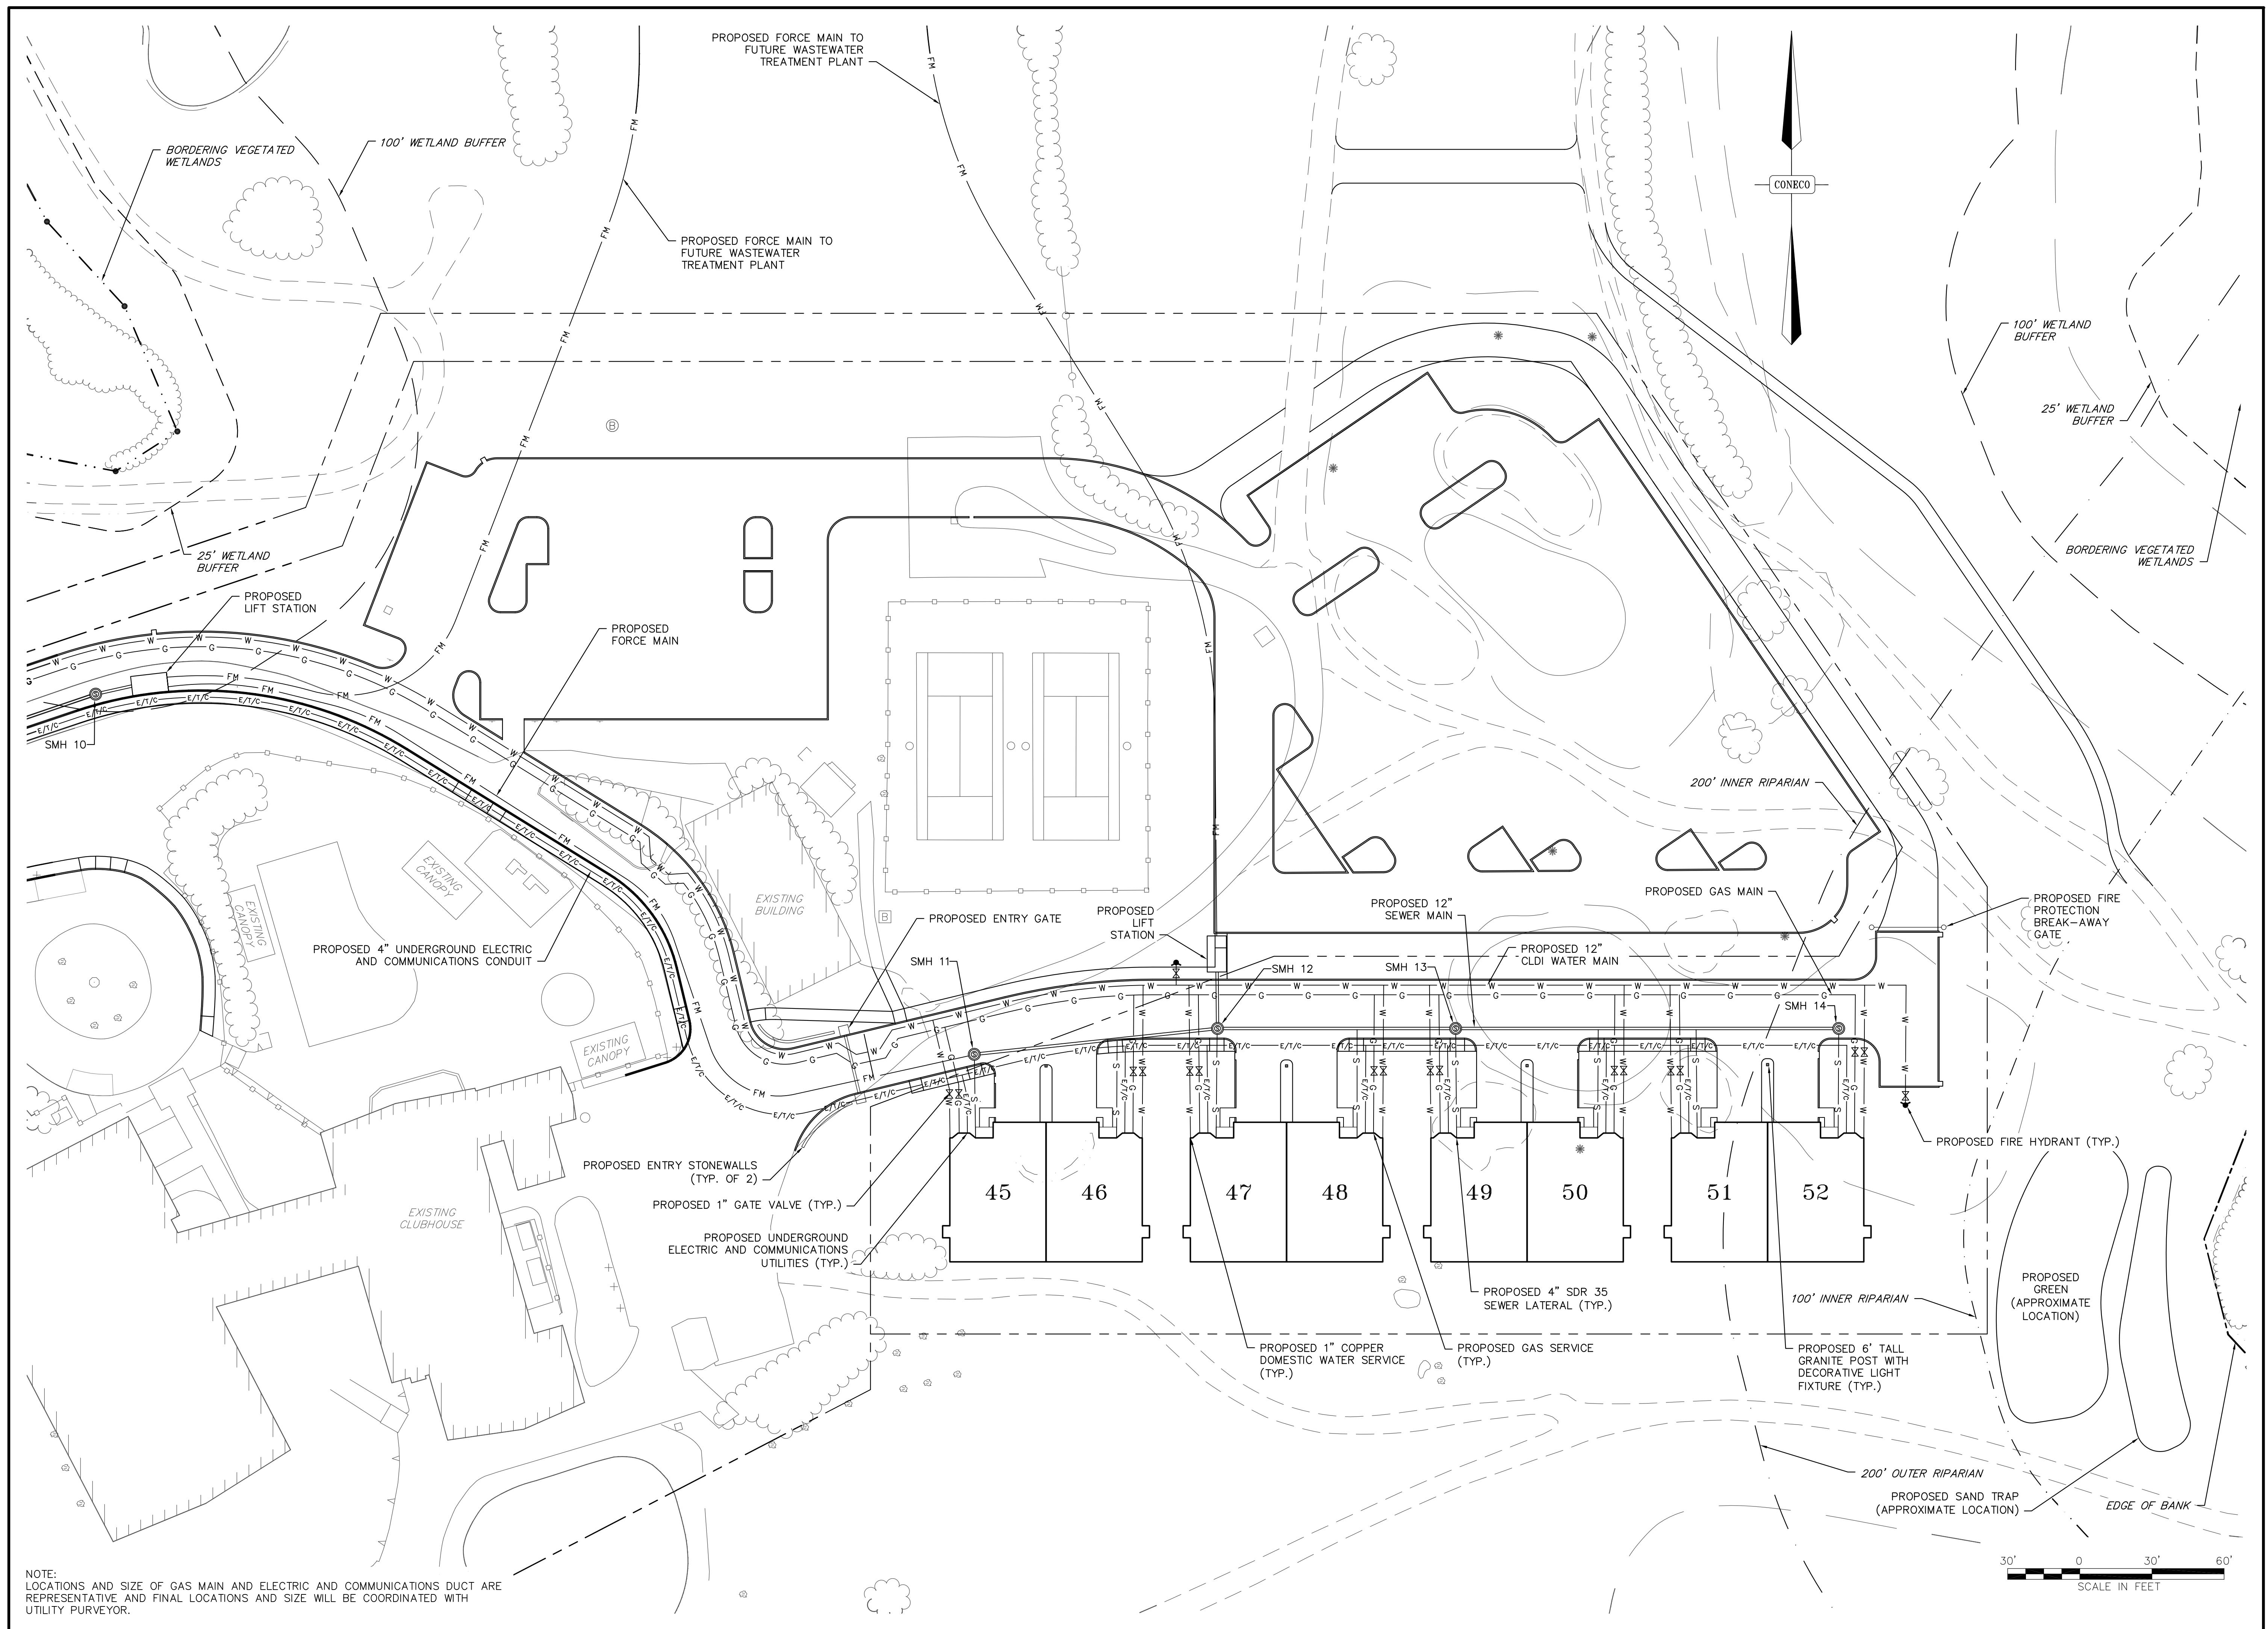 PROPOSED FORCE MAIN TO
FUTURE WASTEWATER
TREATMENT PLANT
BORDERING VEGETATED
WETLANDS
100' WETLAND BUFFER
CONECO
PROPOSED FORCE MAIN TO
FUTURE WASTEWATER
TREATMENT PLANT
100' WETLAND
BUFFER
25' WETLAND
BUFFER
B
BORDERING VEGETATED
WETLANDS
25' WETLAND
BUFFER
PROPOSED
LIFT STATION
PROPOSED
FORCE MAIN
SMH 10
200' INNER RIPARIAN
EXISTING
CANOPY
EXISTING
BUILDING
EXISTING
CANOPY
PROPOSED GAS MAIN
PROPOSED 12"
SEWER MAIN
PROPOSED FIRE
PROTECTION
BREAK-AWAY
GATE
B
PROPOSED ENTRY GATE
PROPOSED
LIFT
STATION
PROPOSED 4" UNDERGROUND ELECTRIC
AND COMMUNICATIONS CONDUIT
PROPOSED 12"
CLDI WATER MAIN
SMH 11
SMH 12
SMH 13
SMH 14
EXISTING
CANOPY
PROPOSED FIRE HYDRANT (TYP.)
PROPOSED ENTRY STONEWALLS
(TYP. OF 2)
PROPOSED 1" GATE VALVE (TYP.)
45
46
47
48
49
50
51
52
EXISTING
CLUBHOUSE
PROPOSED UNDERGROUND
ELECTRIC AND COMMUNICATIONS
UTILITIES (TYP.)
PROPOSED 4" SDR 35
SEWER LATERAL (TYP.)
100' INNER RIPARIAN
PROPOSED
GREEN
(APPROXIMATE
LOCATION)
PROPOSED 1" COPPER
DOMESTIC WATER SERVICE
(TYP.)
PROPOSED GAS SERVICE
(TYP.)
PROPOSED 6' TALL
GRANITE POST WITH
DECORATIVE LIGHT
FIXTURE (TYP.)
200' OUTER RIPARIAN
PROPOSED SAND TRAP
(APPROXIMATE LOCATION)
EDGE OF BANK
NOTE:
LOCATIONS AND SIZE OF GAS MAIN AND ELECTRIC AND COMMUNICATIONS DUCT ARE
REPRESENTATIVE AND FINAL LOCATIONS AND SIZE WILL BE COORDINATED WITH
UTILITY PURVEYOR.
30' 0 30' 60'
SCALE IN FEET